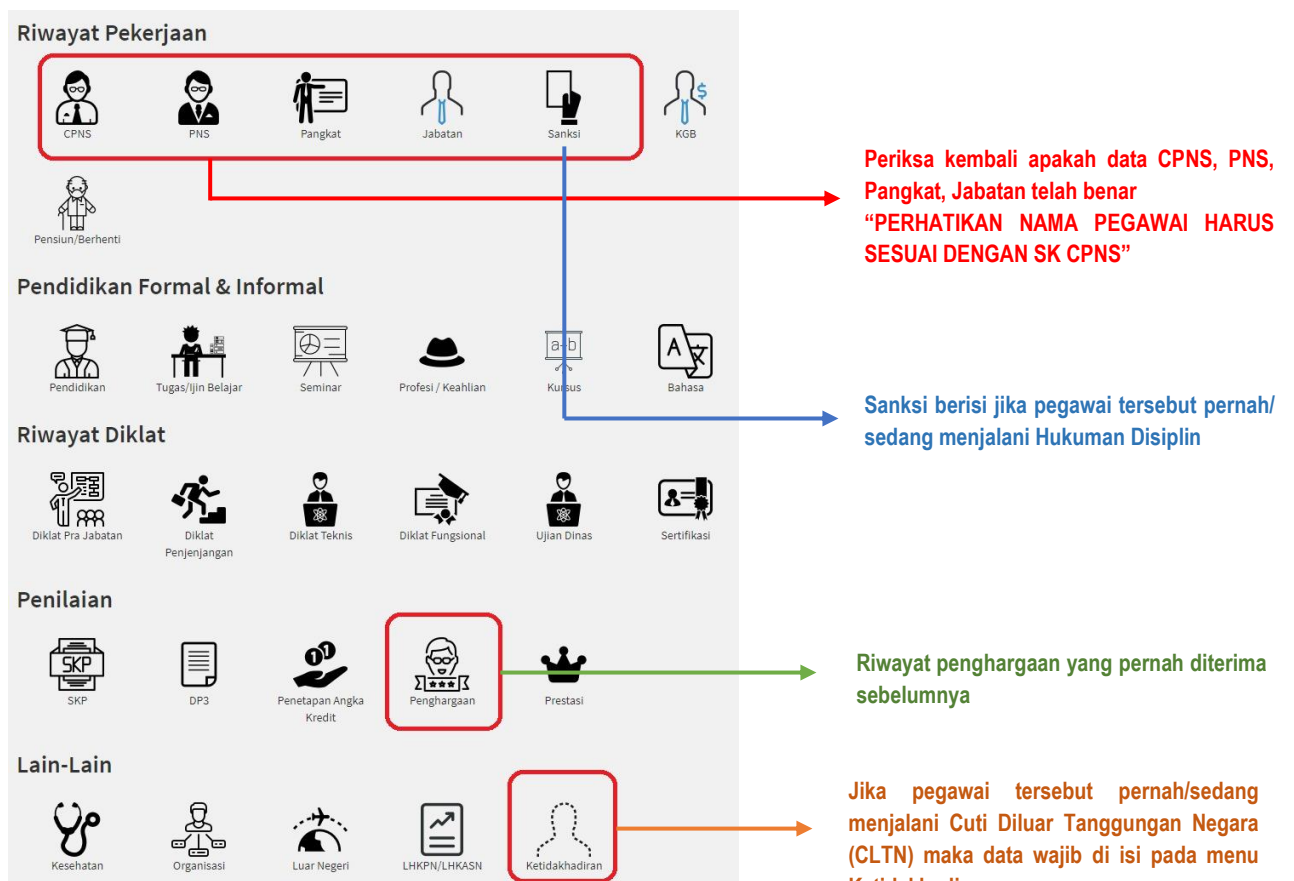 Riwayat Pekerjaan
CPNS
PNS
Pangkat
Jabatan
Sanksi
KGB
Pensiun/Berhenti
Periksa kembali apakah data CPNS, PNS,
Pangkat, Jabatan telah benar
“PERHATIKAN NAMA PEGAWAI HARUS
SESUAI DENGAN SK CPNS”
Pendidikan Formal & Informal
a-b
A
文
Pendidikan
Tugas/Ijin Belajar
Seminar
Profesi / Keahlian
Kursus
Bahasa
Sanksi berisi jika pegawai tersebut pernah/
sedang menjalani Hukuman Disiplin
Riwayat Diklat
Diklat Pra Jabatan
Diklat
Penjenjangan
Diklat Teknis
Diklat Fungsional
Ujian Dinas
Sertifikasi
Penilaian
SKP
SKP
DP3
Penetapan Angka
Kredit
Penghargaan
Prestasi
Riwayat penghargaan yang pernah diterima
sebelumnya
Lain-Lain
Kesehatan
Organisasi
Luar Negeri
LHKPN/LHKASN
Ketidakhadiran
Jika pegawai tersebut pernah/sedang
menjalani Cuti Diluar Tanggungan Negara
(CLTN) maka data wajib di isi pada menu